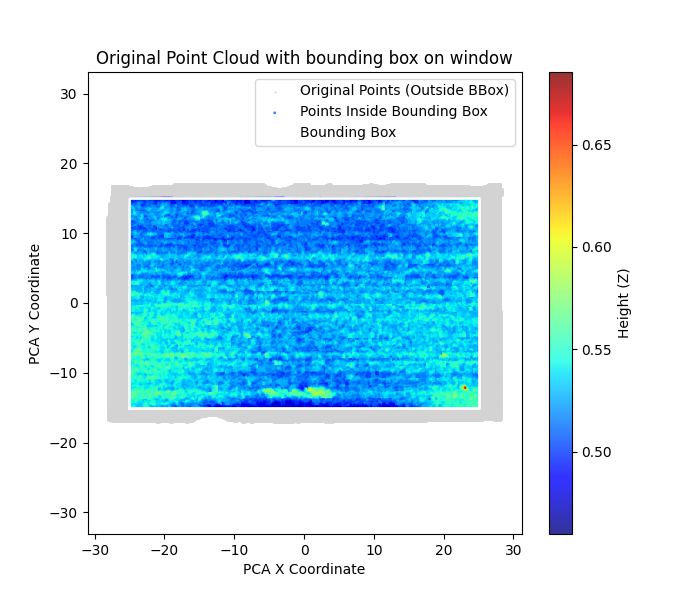 Original Point Cloud with bounding box on window
Original Points (Outside BBox)
Points Inside Bounding Box
Bounding Box
30
20
10
0
−10
−20
−30
PCA Y Coordinate
−30
−20
−10
0
10
20
30
PCA X Coordinate
0.65
0.60
0.55
0.50
Height (Z)